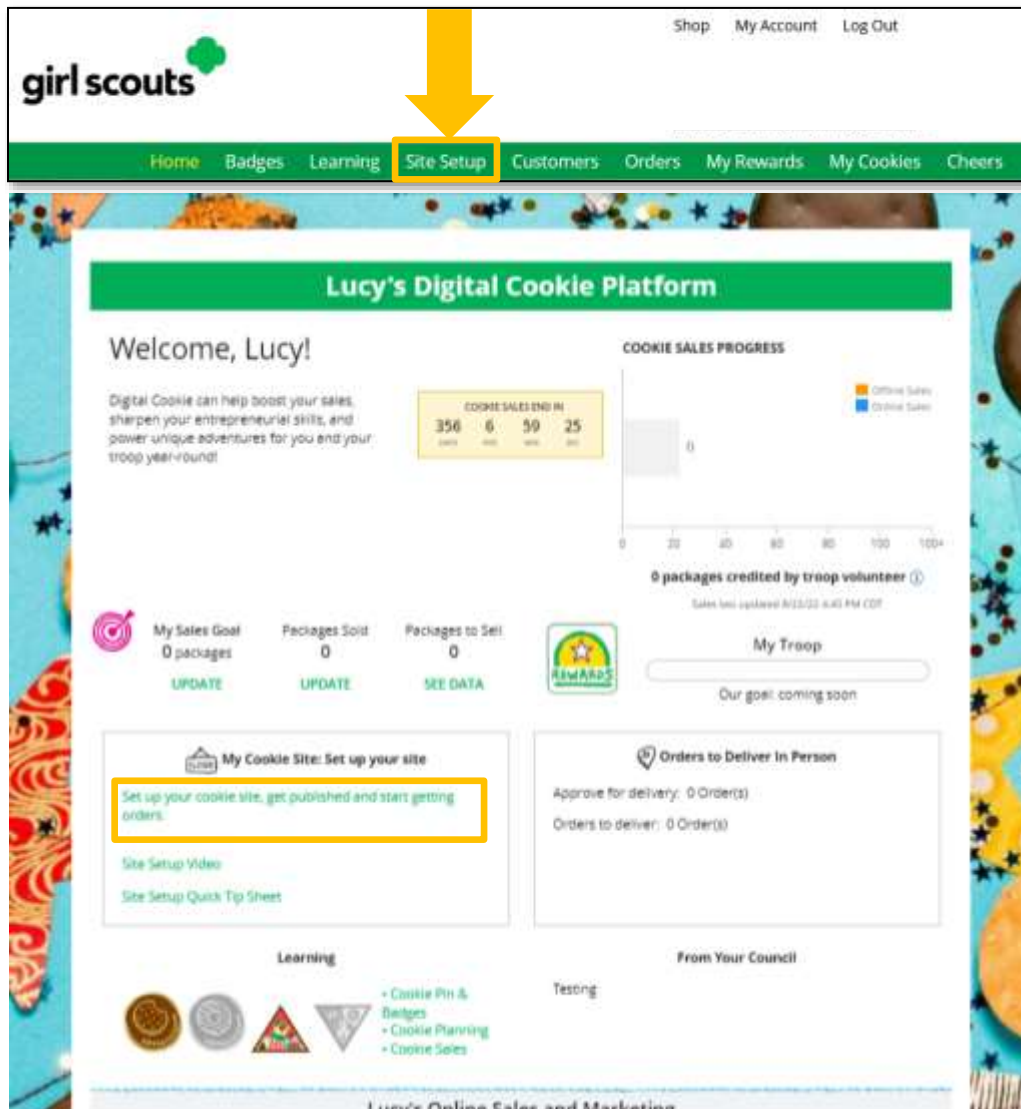 Shop My Account Log Out
girl scouts
Home Badges Learning Site Setup Customers Orders My Rewards My Cookies Cheers
Lucy's Digital Cookie Platform
Welcome, Lucy!
Digital Cookie can help boost your sales,
sharpen your entrepreneurial skills, and
power unique adventures for you and your
troop year-round!
COOKIE SALES END IN
356 6 59 25
COOKIE SALES PROGRESS
Offline Sales
Online Sales
0
0 20 40 60 80 100 100+
0 packages credited by troop volunteer
My Sales Goal
0 packages
UPDATE
Packages Sold
0
UPDATE
Packages to Sell
0
SEE DATA
REWARDS
My Troop
Our goal: coming soon
My Cookie Site: Set up your site
Set up your cookie site, get published and start getting
orders.
Site Setup Video
Site Setup Quick Tip Sheet
Orders to Deliver In Person
Approve for delivery: 0 Order(s)
Orders to deliver: 0 Order(s)
Learning
• Cookie Pin &
Badges
• Cookie Planning
• Cookie Sales
From Your Council
Testing
Lucy's Online Sales and Marketing